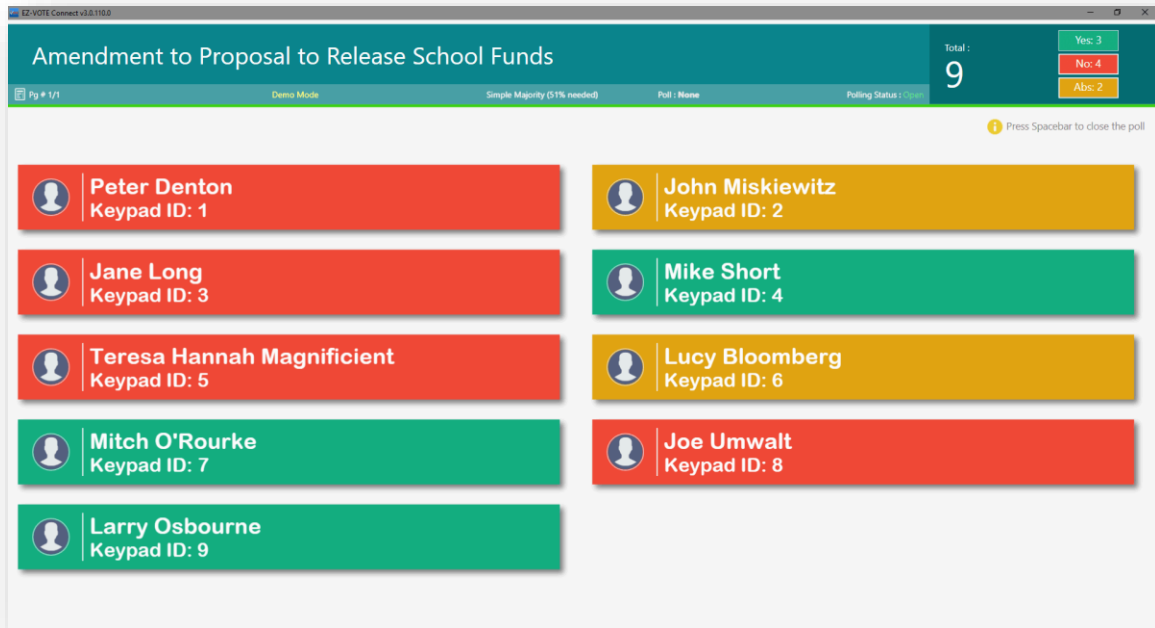 EZ-VOTE Connect v3.0.110.0
Amendment to Proposal to Release School Funds
Total :
9
Yes: 3
No: 4
Abs: 2
Pg # 1/1
Demo Mode
Simple Majority (51% needed)
Poll : None
Polling Status : Open
Press Spacebar to close the poll
Peter Denton
Keypad ID: 1
John Miskiewitz
Keypad ID: 2
Jane Long
Keypad ID: 3
Mike Short
Keypad ID: 4
Teresa Hannah Magnificient
Keypad ID: 5
Lucy Bloomberg
Keypad ID: 6
Mitch O'Rourke
Keypad ID: 7
Joe Umwalt
Keypad ID: 8
Larry Osbourne
Keypad ID: 9